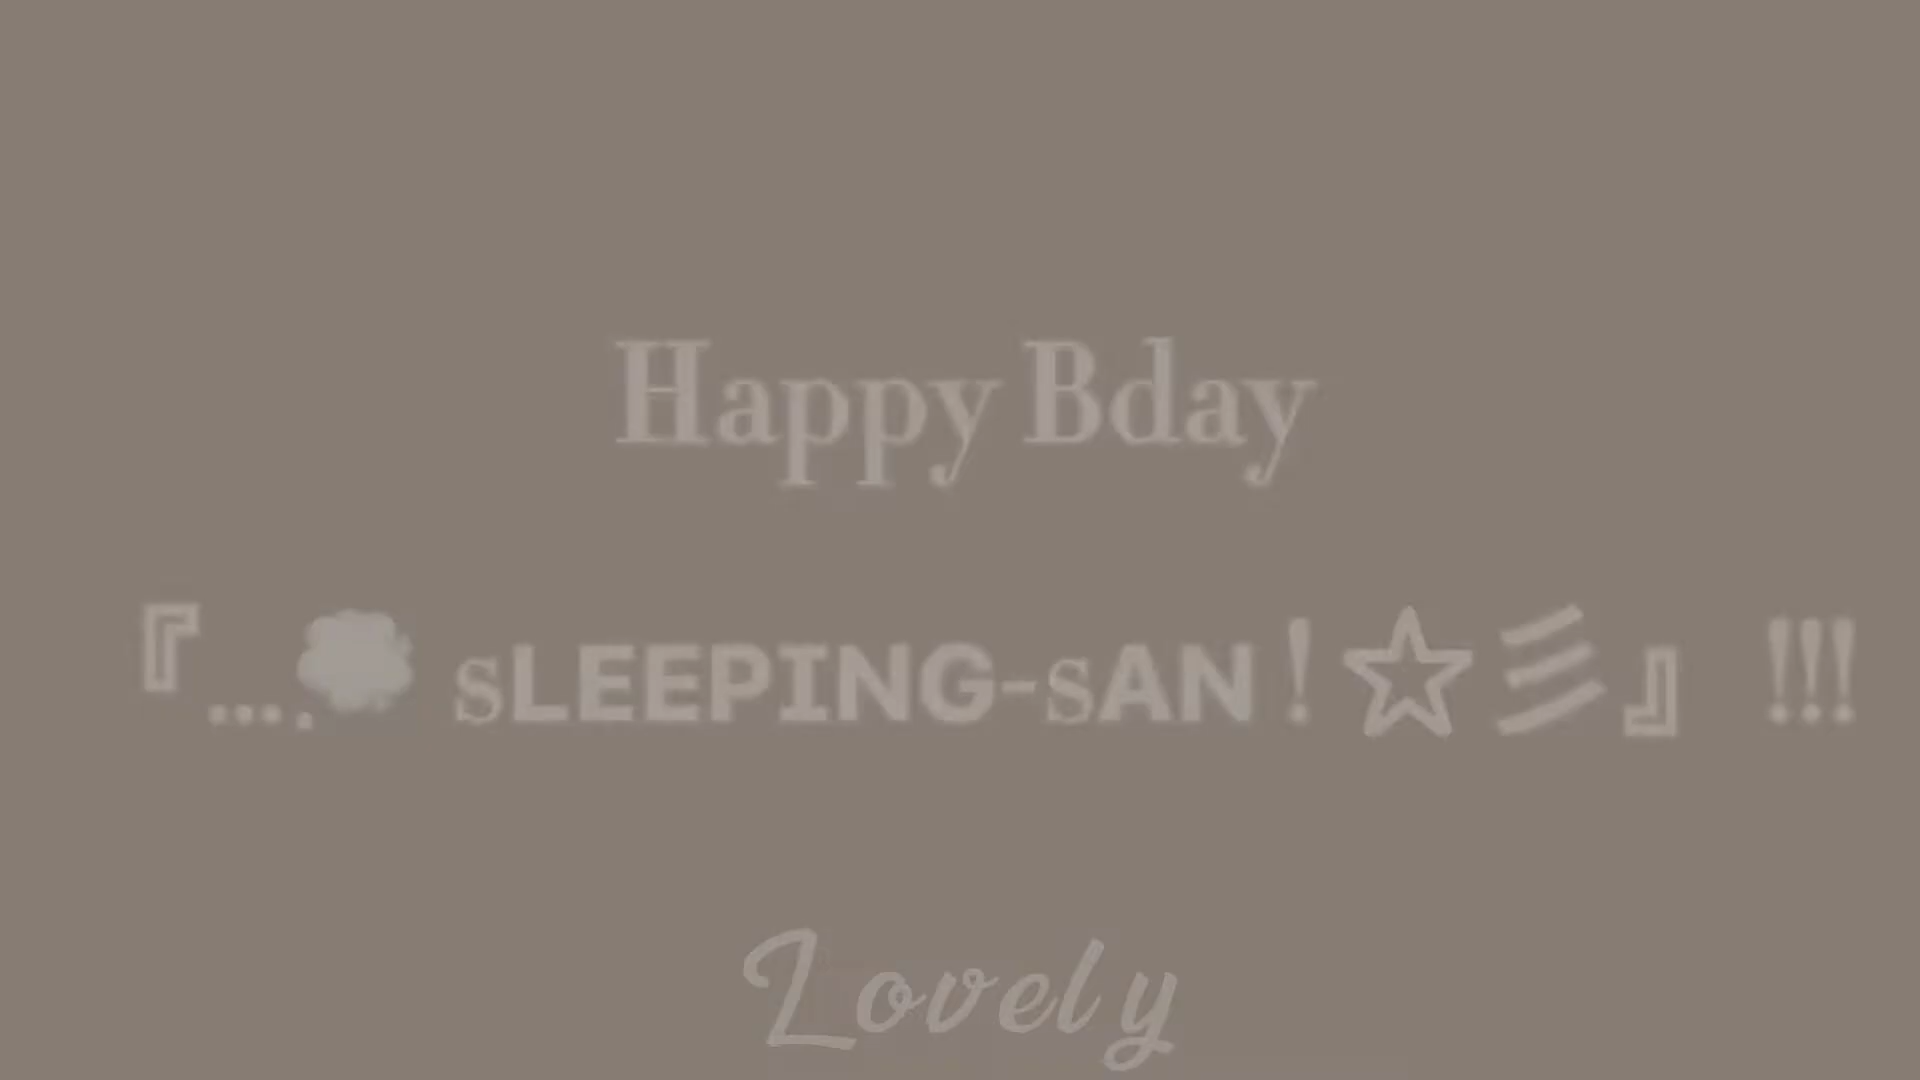 Happy Bday
『....💭 sLEEPING-sAN ! ☆彡』 !!!
Lovely